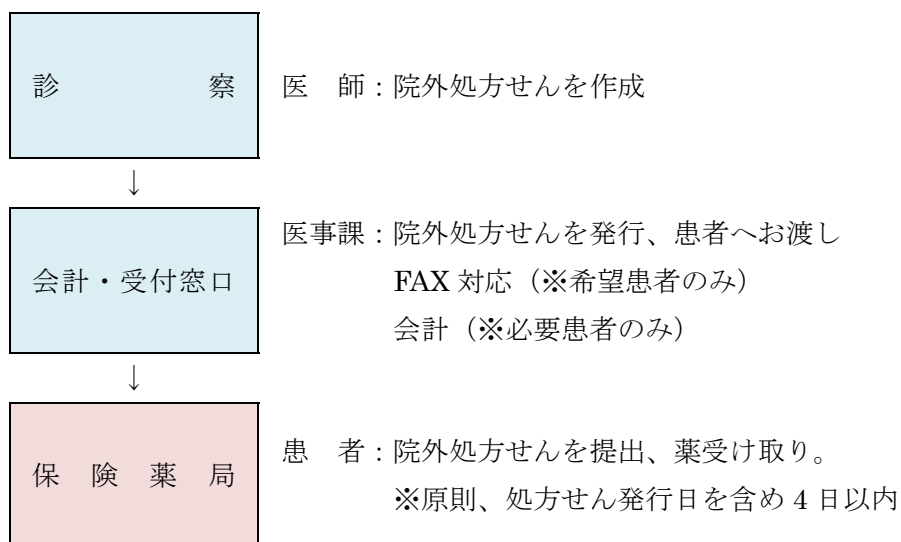 診察
医 師：院外処方せんを作成
↓
会計・受付窓口
医事課：院外処方せんを発行、患者へお渡し
FAX 対応（※希望患者のみ）
会計（※必要患者のみ）
↓
保険薬局
患 者：院外処方せんを提出、薬受け取り。
※原則、処方せん発行日を含め 4 日以内